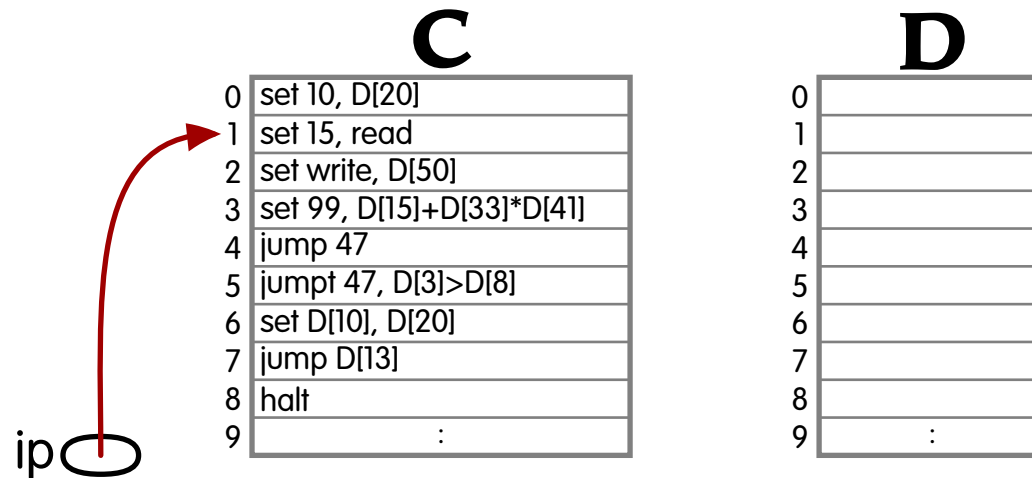 C D
0 set 10, D[20] 0
1 set 15, read 1
2 set write, D[50] 2
3 set 99, D[15]+D[33]*D[41] 3
4 jump 47 4
5 jumpt 47, D[3]>D[8] 5
6 set D[10], D[20] 6
7 jump D[13] 7
8 halt 8
9 : 9 :
ip